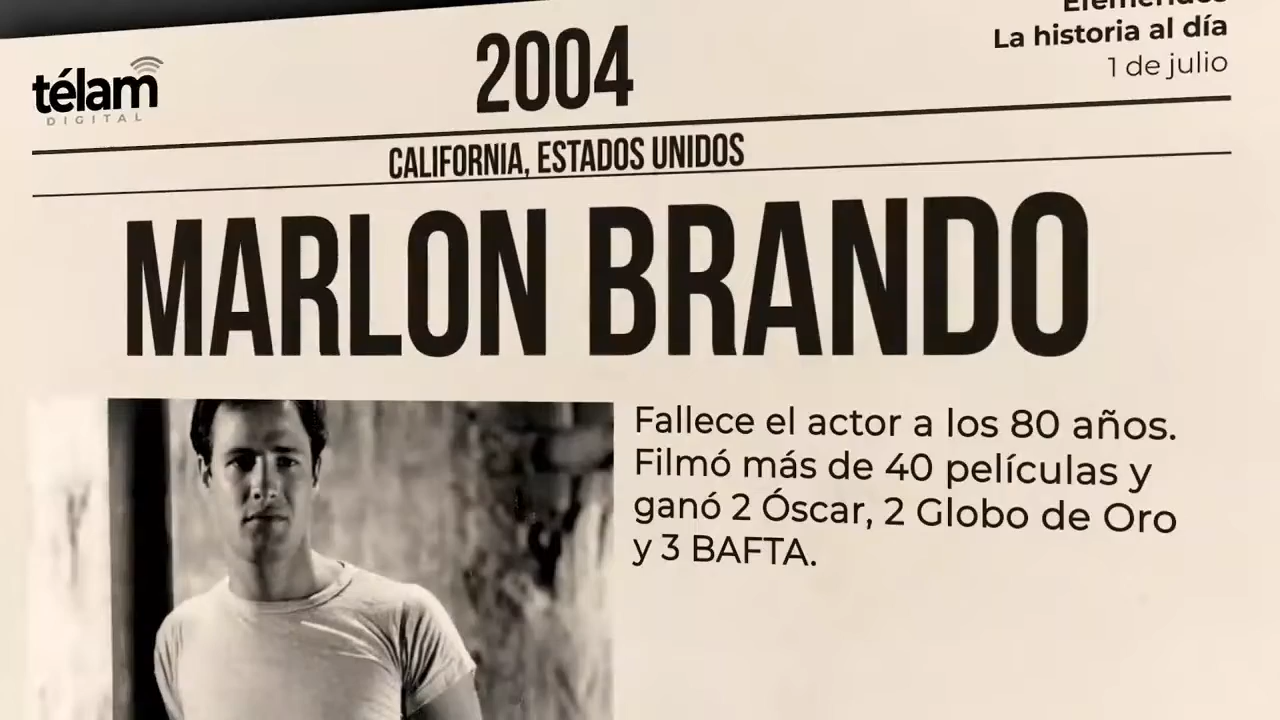 Efemérides
télam
DIGITAL
2004
La historia al día
1 de julio
CALIFORNIA, ESTADOS UNIDOS
MARLON BRANDO
Fallece el actor a los 80 años.
Filmó más de 40 películas y
ganó 2 Óscar, 2 Globo de Oro
y 3 BAFTA.